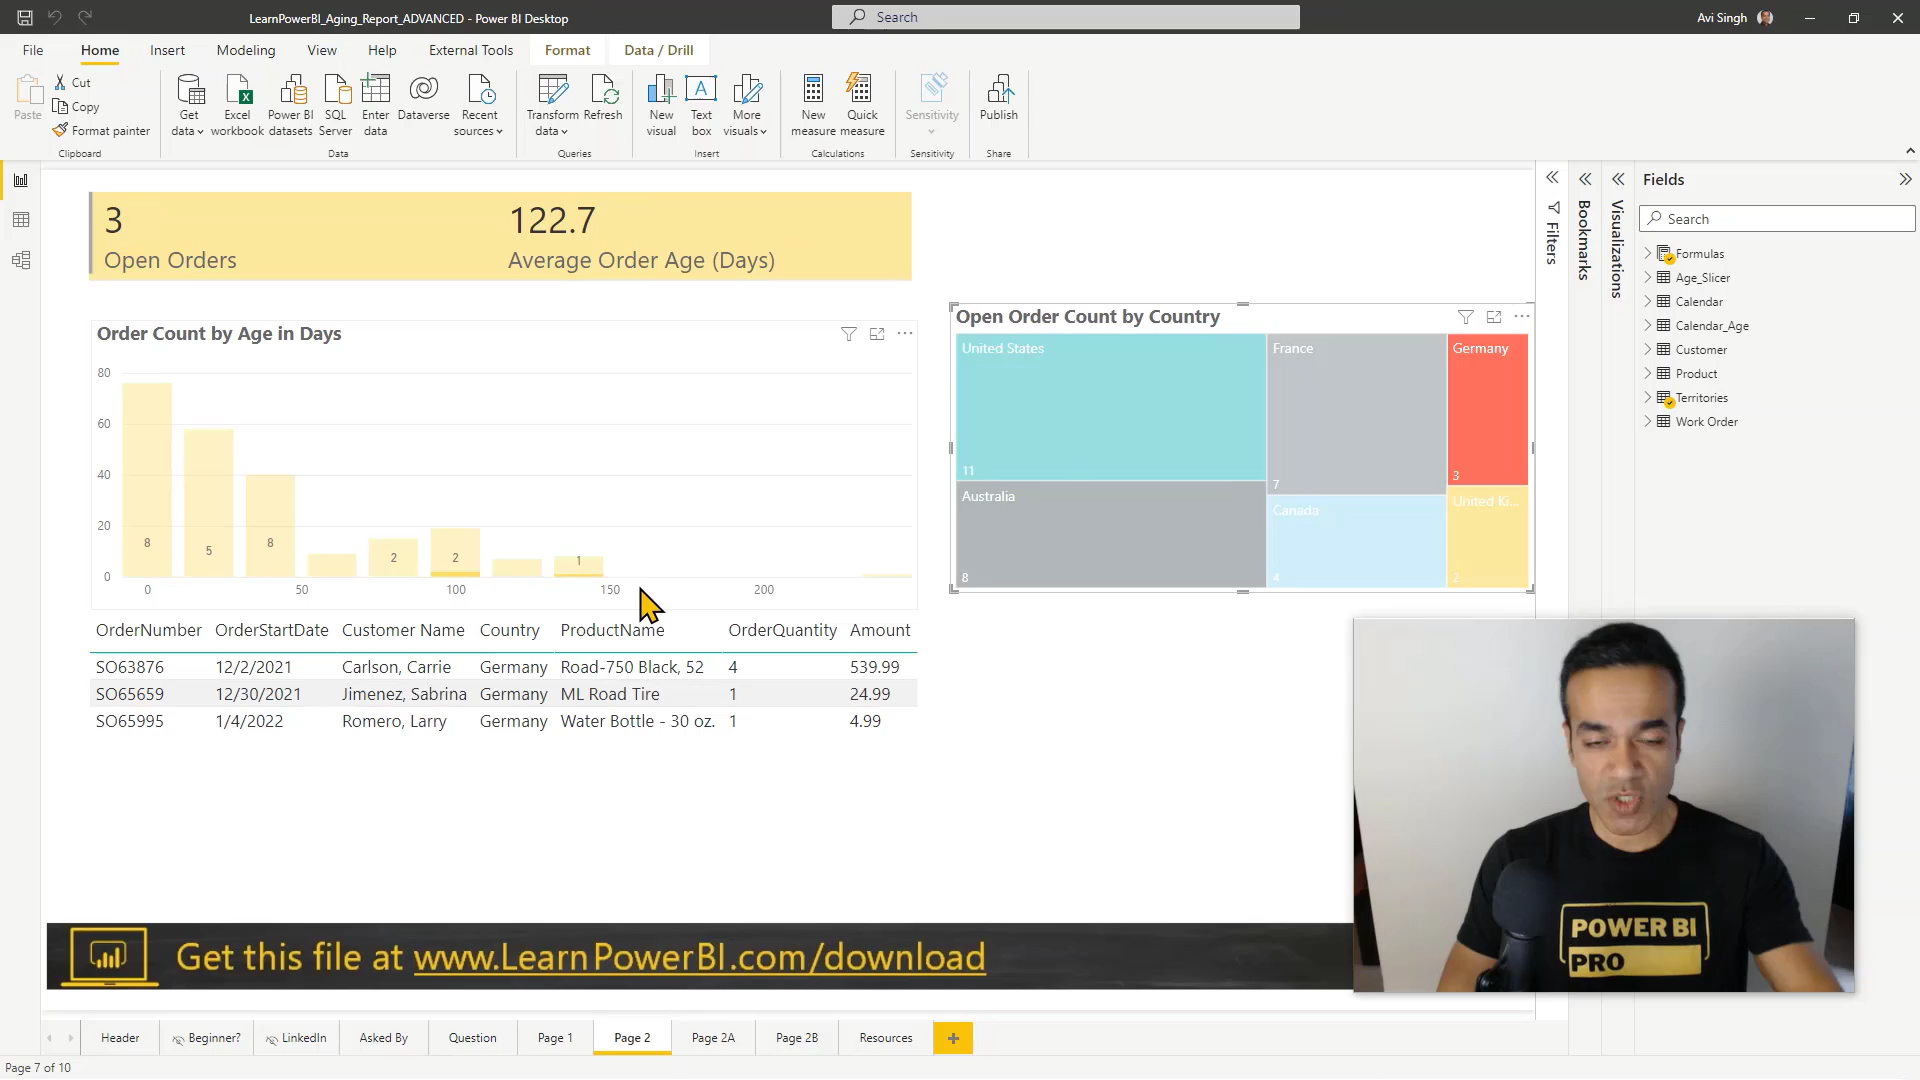 LearnPowerBI_Aging_Report_ADVANCED - Power BI Desktop
Search
Avi Singh
File
Home
Insert
Modeling
View
Help
External Tools
Format
Data / Drill
Paste
Cut
Copy
Format painter
Clipboard
Get
data
Excel
workbook
Power BI
datasets
SQL
Server
Enter
data
Dataverse
Recent
sources
Data
Transform
data
Refresh
Queries
New
visual
Text
box
More
visuals
Insert
New
measure
Quick
measure
Calculations
Sensitivity
Sensitivity
Publish
Share
3
Open Orders
122.7
Average Order Age (Days)
Order Count by Age in Days
80
60
40
20
0
8
5
8
2
2
1
0
50
100
150
200
Open Order Count by Country
United States
11
Australia
8
France
7
Canada
4
Germany
3
United Ki...
2
OrderNumber OrderStartDate Customer Name Country ProductName OrderQuantity Amount
SO63876 12/2/2021 Carlson, Carrie Germany Road-750 Black, 52 4 539.99
SO65659 12/30/2021 Jimenez, Sabrina Germany ML Road Tire 1 24.99
SO65995 1/4/2022 Romero, Larry Germany Water Bottle - 30 oz. 1 4.99
Filters
Bookmarks
Visualizations
Fields
Search
Formulas
Age_Slicer
Calendar
Calendar_Age
Customer
Product
Territories
Work Order
POWER BI
PRO
Get this file at www.LearnPowerBI.com/download
Header
Beginner?
LinkedIn
Asked By
Question
Page 1
Page 2
Page 2A
Page 2B
Resources
Page 7 of 10